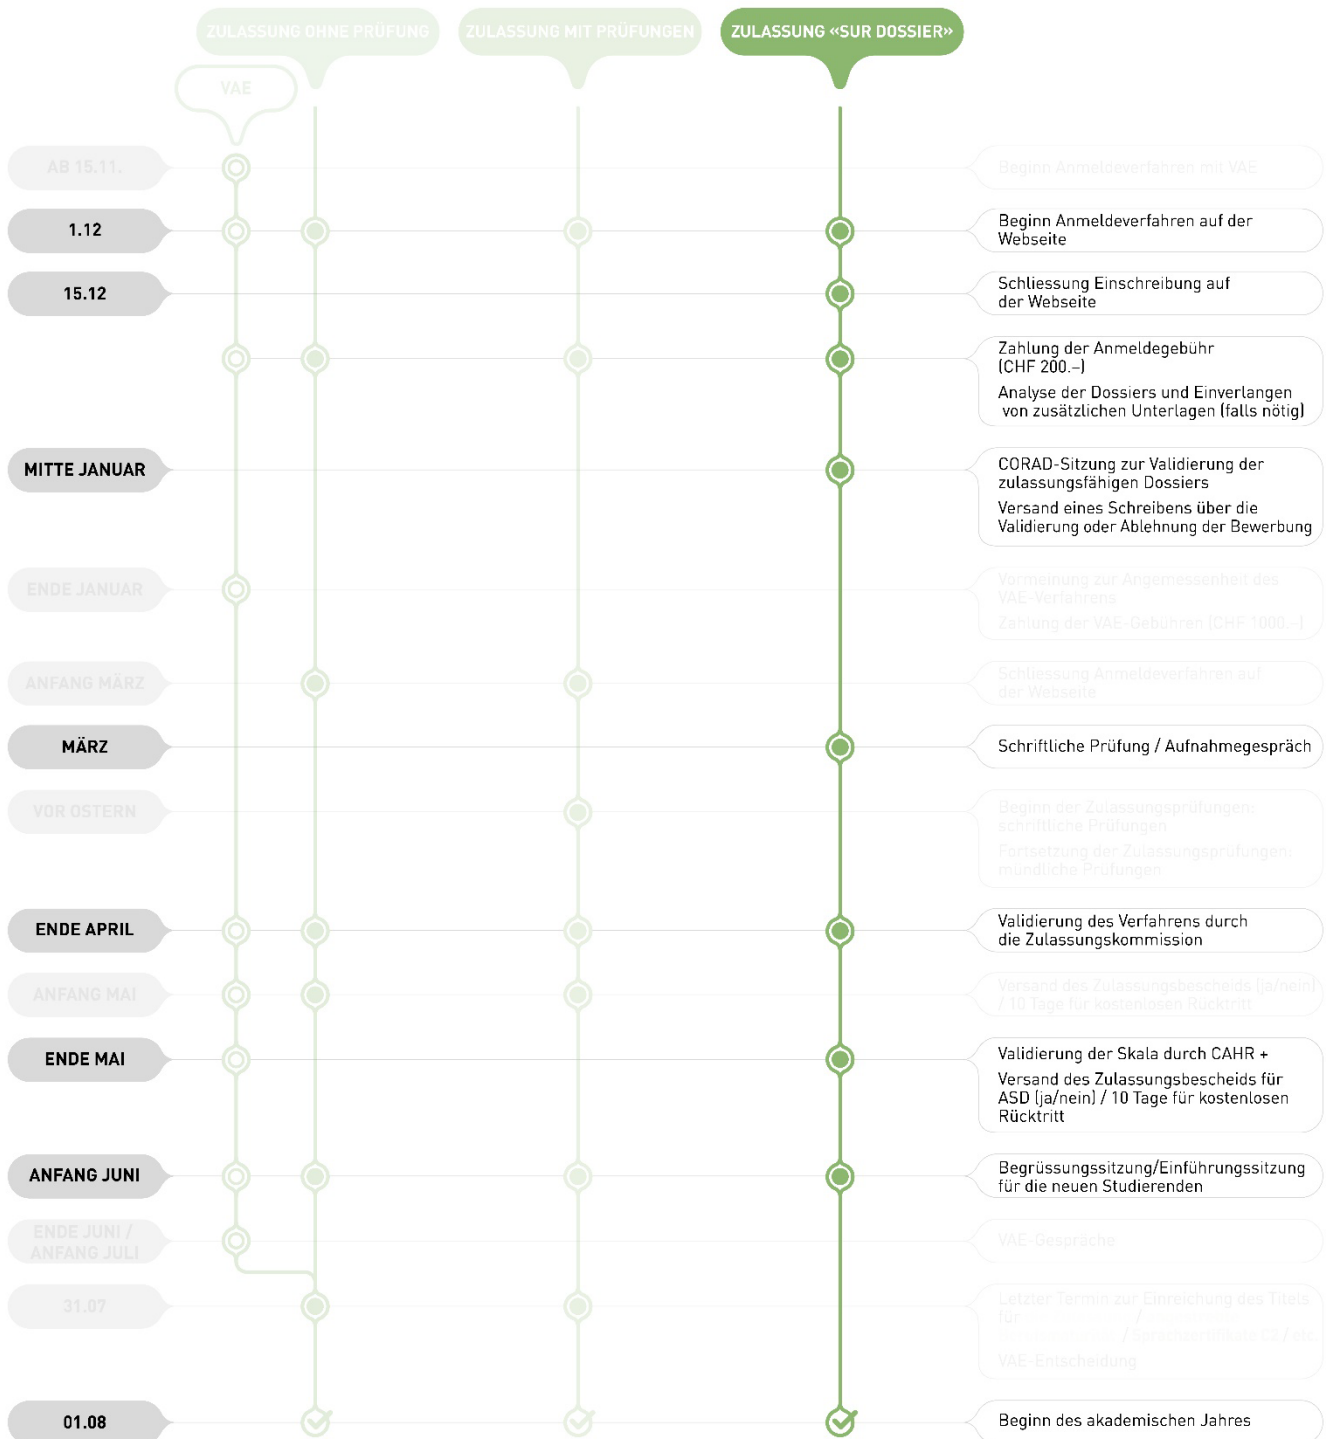 ZULASSUNG OHNE PRÜFUNG
ZULASSUNG MIT PRÜFUNGEN
ZULASSUNG «SUR DOSSIER»
VAE
AB 15.11.
Beginn Anmeldeverfahren mit VAE
1.12
Beginn Anmeldeverfahren auf der
Webseite
15.12
Schliessung Einschreibung auf
der Webseite
Zahlung der Anmeldegebühr
(CHF 200.–)
Analyse der Dossiers und Einverlangen
von zusätzlichen Unterlagen (falls nötig)
MITTE JANUAR
CORAD-Sitzung zur Validierung der
zulassungsfähigen Dossiers
Versand eines Schreibens über die
Validierung oder Ablehnung der Bewerbung
ENDE JANUAR
Vormeinung zur Angemessenheit des
VAE-Verfahrens
Zahlung der VAE-Gebühren (CHF 1000.–)
ANFANG MÄRZ
Schliessung Anmeldeverfahren auf
der Webseite
MÄRZ
Schriftliche Prüfung / Aufnahmegespräch
VOR OSTERN
Beginn der Zulassungsprüfungen:
schriftliche Prüfungen
Fortsetzung der Zulassungsprüfungen:
mündliche Prüfungen
ENDE APRIL
Validierung des Verfahrens durch
die Zulassungskommission
ANFANG MAI
Versand des Zulassungsbescheids (ja/nein)
/ 10 Tage für kostenlosen Rücktritt
ENDE MAI
Validierung der Skala durch CAHR +
Versand des Zulassungsbescheids für
ASD (ja/nein) / 10 Tage für kostenlosen
Rücktritt
ANFANG JUNI
Begrüssungssitzung/Einführungssitzung
für die neuen Studierenden
ENDE JUNI /
ANFANG JULI
VAE-Gespräche
31.07
Letzter Termin zur Einreichung des Titels
für /
/ Sprachzertifikate C2 / etc.
VAE-Entscheidung
01.08
Beginn des akademischen Jahres